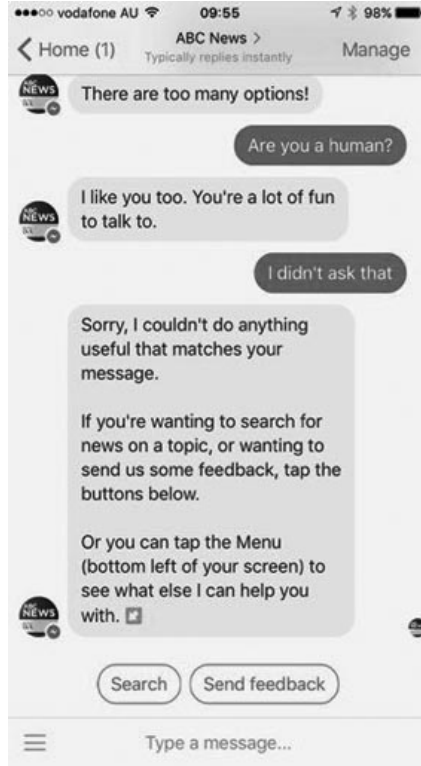 vodafone AU 09:55 98%
Home (1) ABC News > Manage
Typically replies instantly
There are too many options!
Are you a human?
I like you too. You're a lot of fun
to talk to.
I didn't ask that
Sorry, I couldn't do anything
useful that matches your
message.
If you're wanting to search for
news on a topic, or wanting to
send us some feedback, tap the
buttons below.
Or you can tap the Menu
(bottom left of your screen) to
see what else I can help you
with.
ABC
NEWS
Search Send feedback
Type a message...